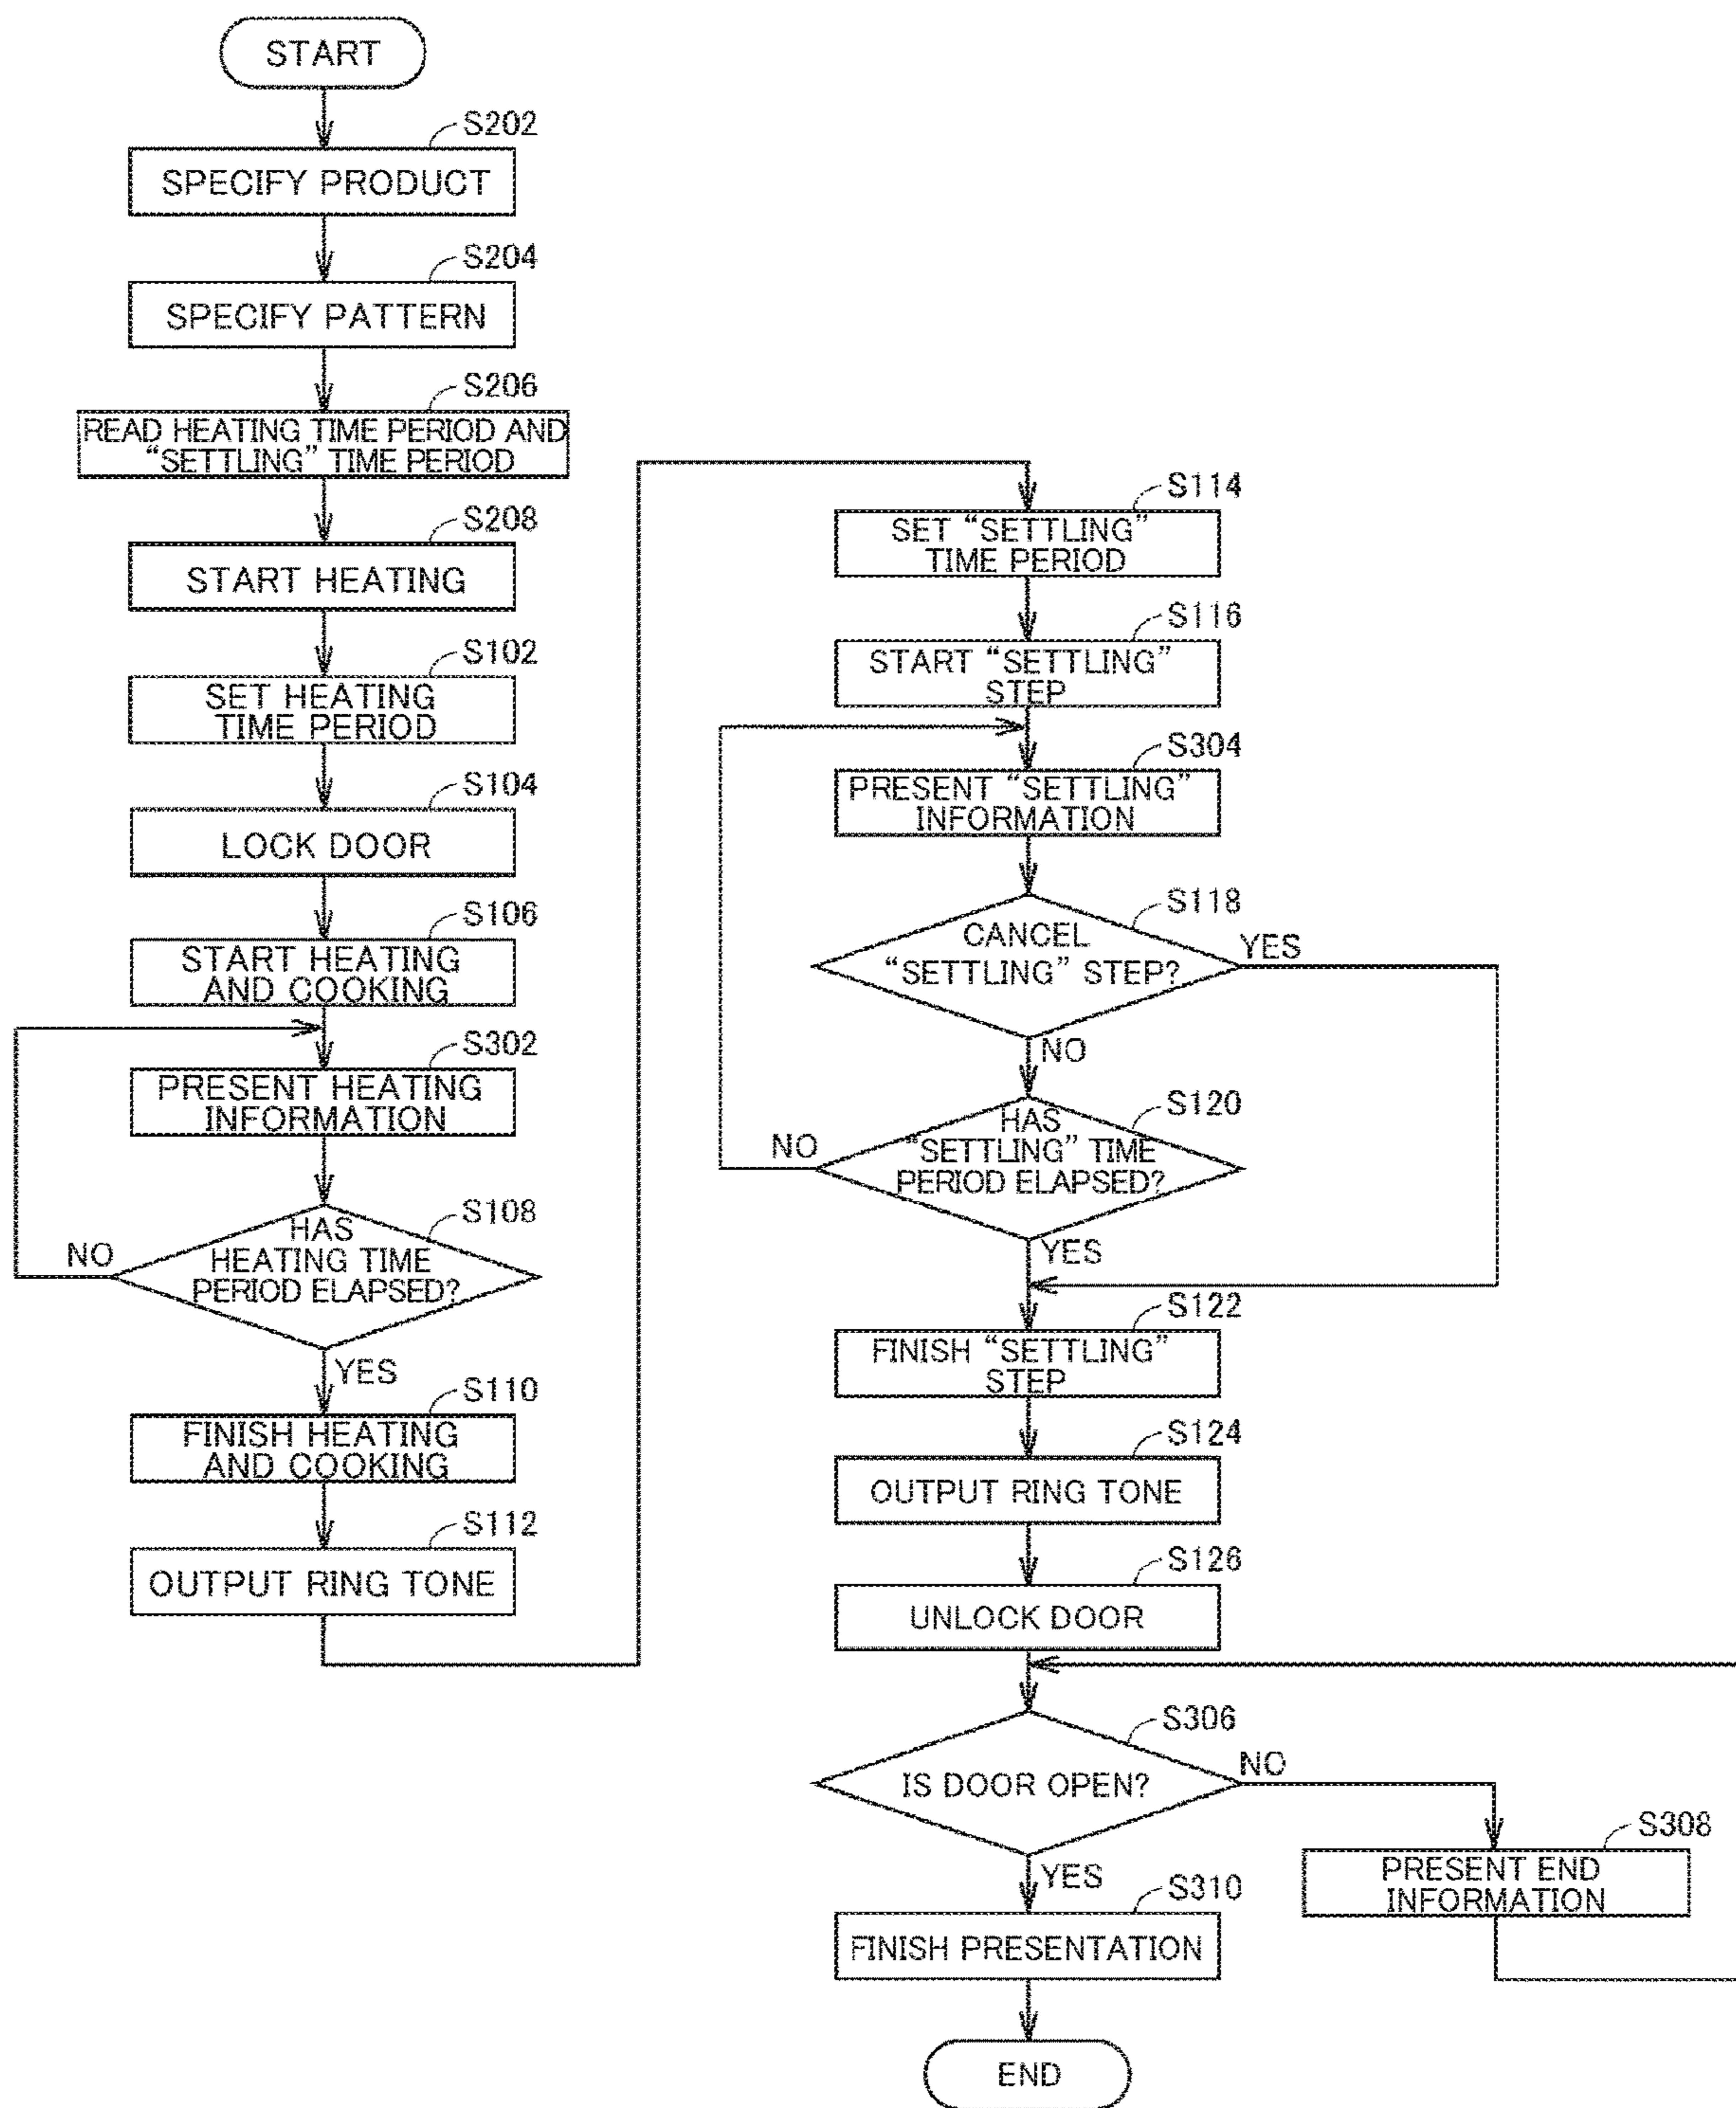 START
S202
SPECIFY PRODUCT
S204
SPECIFY PATTERN
S206
READ HEATING TIME PERIOD AND
“SETTLING” TIME PERIOD
S208
START HEATING
S102
SET HEATING
TIME PERIOD
S104
LOCK DOOR
S106
START HEATING
AND COOKING
S302
PRESENT HEATING
INFORMATION
S108
HAS
HEATING TIME
PERIOD ELAPSED?
NO
YES
S110
FINISH HEATING
AND COOKING
S112
OUTPUT RING TONE
S114
SET “SETTLING”
TIME PERIOD
S116
START “SETTLING”
STEP
S304
PRESENT “SETTLING”
INFORMATION
S118
CANCEL
“SETTLING” STEP?
YES
NO
S120
HAS
“SETTLING” TIME
PERIOD ELAPSED?
NO
YES
S122
FINISH “SETTLING”
STEP
S124
OUTPUT RING TONE
S126
UNLOCK DOOR
S306
IS DOOR OPEN?
NO
YES
S308
PRESENT END
INFORMATION
S310
FINISH PRESENTATION
END